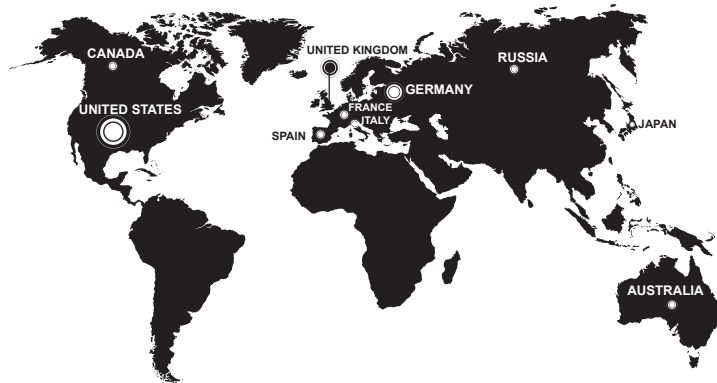 CANADA
UNITED KINGDOM
RUSSIA
GERMANY
UNITED STATES
FRANCE
ITALY
SPAIN
JAPAN
AUSTRALIA